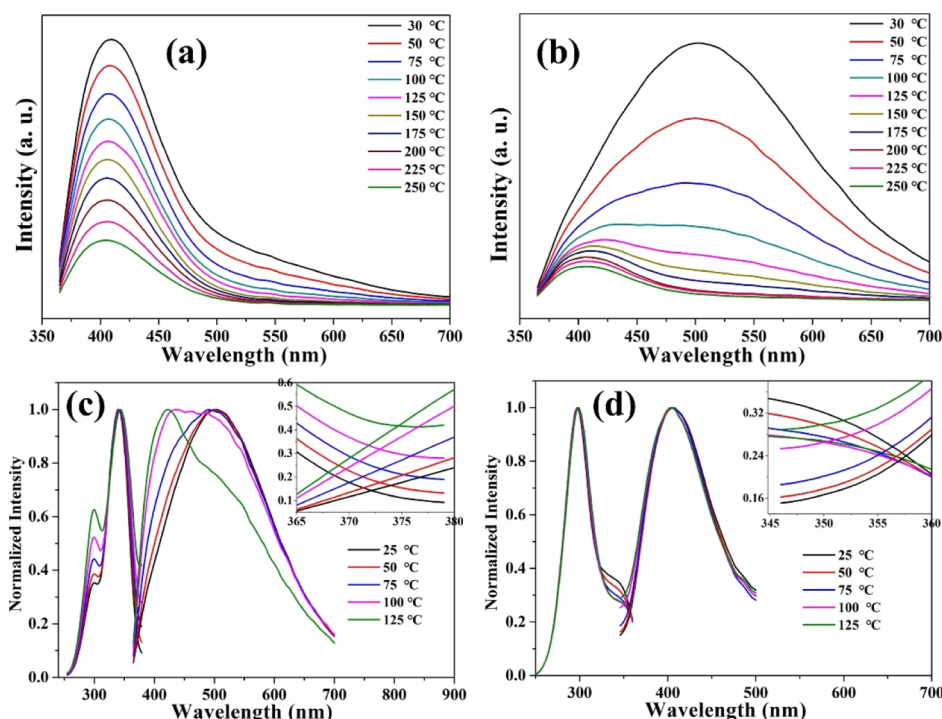 (a)
30 °C
50 °C
75 °C
100 °C
125 °C
150 °C
175 °C
200 °C
225 °C
250 °C
Intensity (a. u.)
350 400 450 500 550 600 650 700
Wavelength (nm)
(b)
30 °C
50 °C
75 °C
100 °C
125 °C
150 °C
175 °C
200 °C
225 °C
250 °C
Intensity (a. u.)
350 400 450 500 550 600 650 700
Wavelength (nm)
(c)
1.0
0.8
0.6
0.4
0.2
0.0
Normalized Intensity
0.6
0.5
0.4
0.3
0.2
0.1
365 370 375 380
25 °C
50 °C
75 °C
100 °C
125 °C
300 400 500 600 700 800 900
Wavelength (nm)
(d)
1.0
0.8
0.6
0.4
0.2
0.0
Normalized Intensity
0.32
0.24
0.16
345 350 355 360
25 °C
50 °C
75 °C
100 °C
125 °C
300 400 500 600 700
Wavelength (nm)